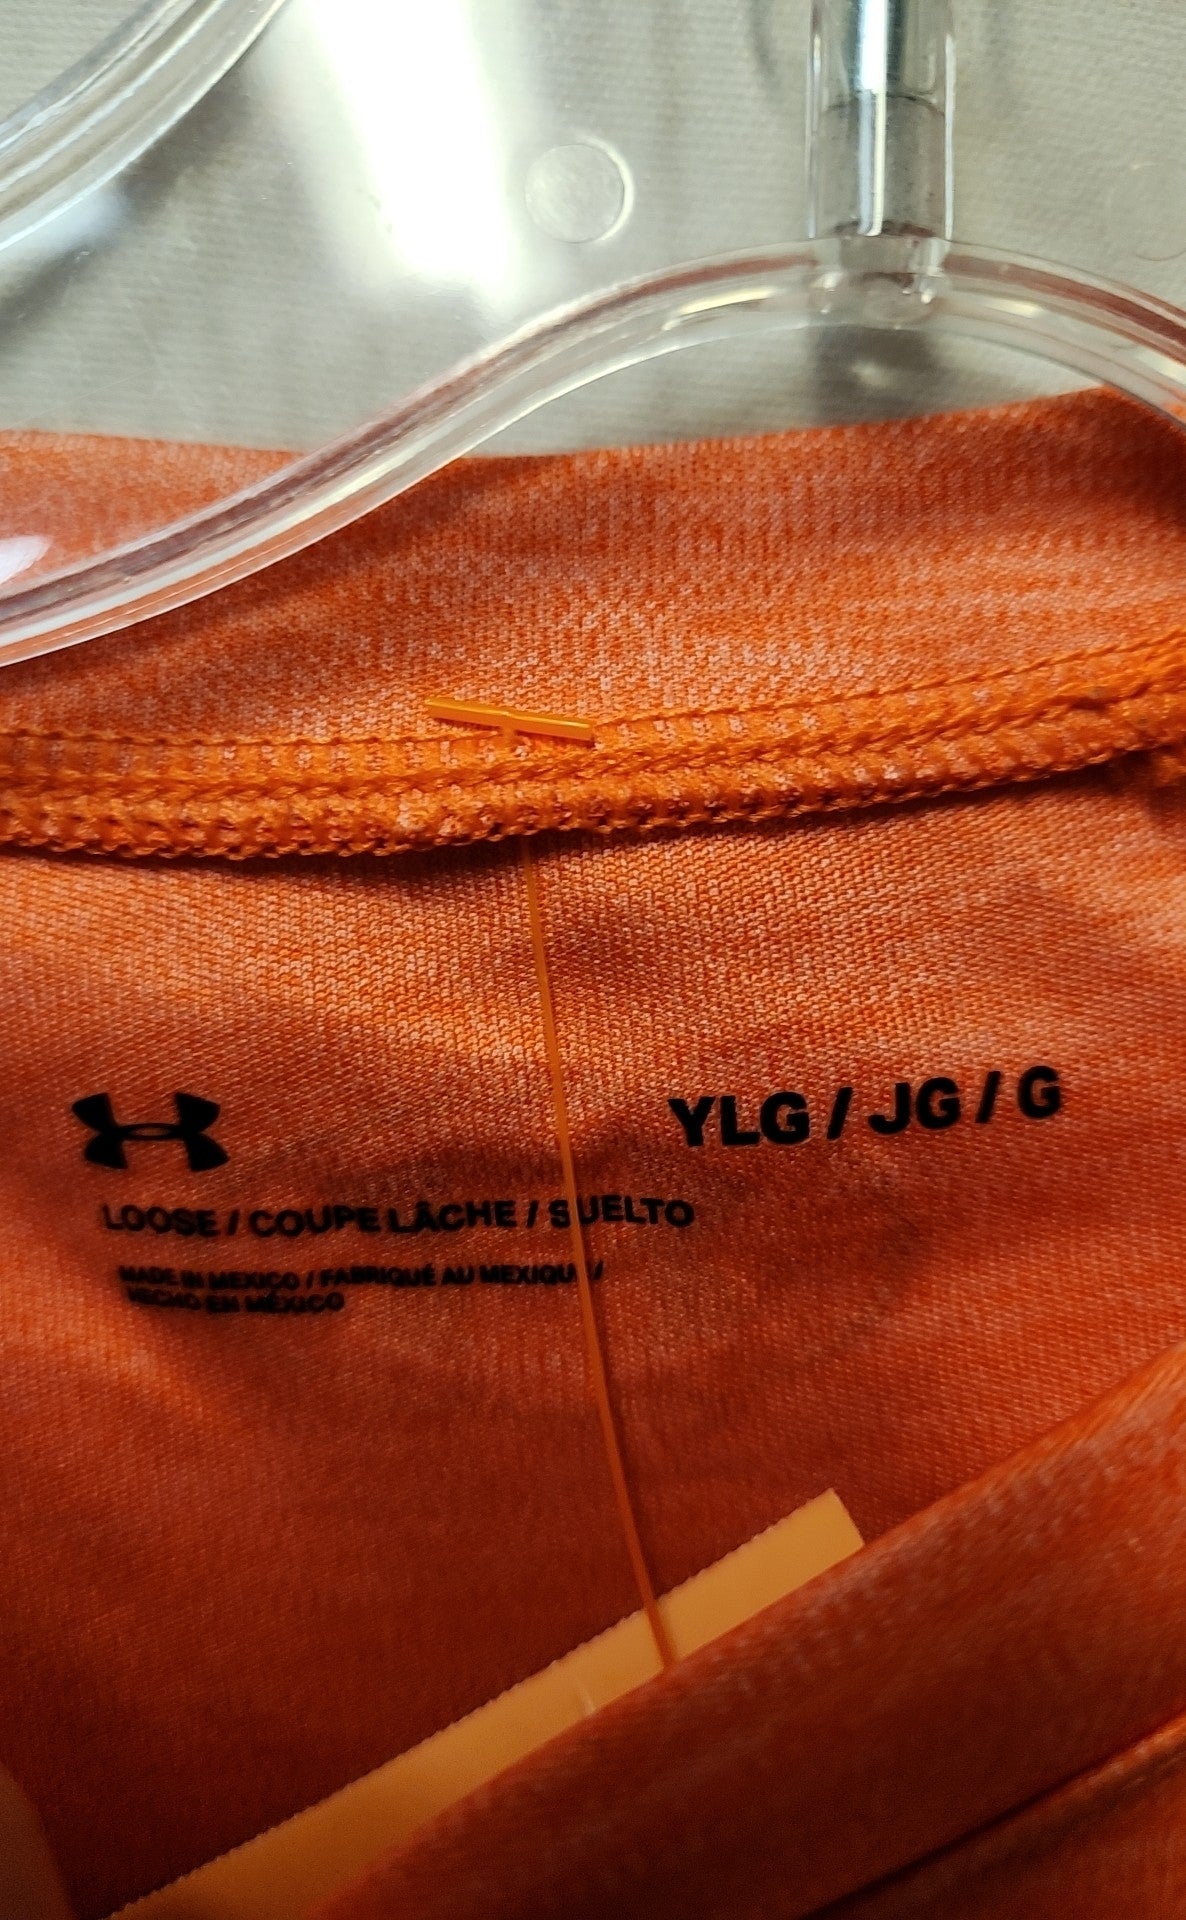 YLG / JG / G
LOOSE / COUPE LÂCHE / SUELTO
MADE IN MEXICO / FABRIQUÉ AU MEXIQUE /
HECHO EN MÉXICO